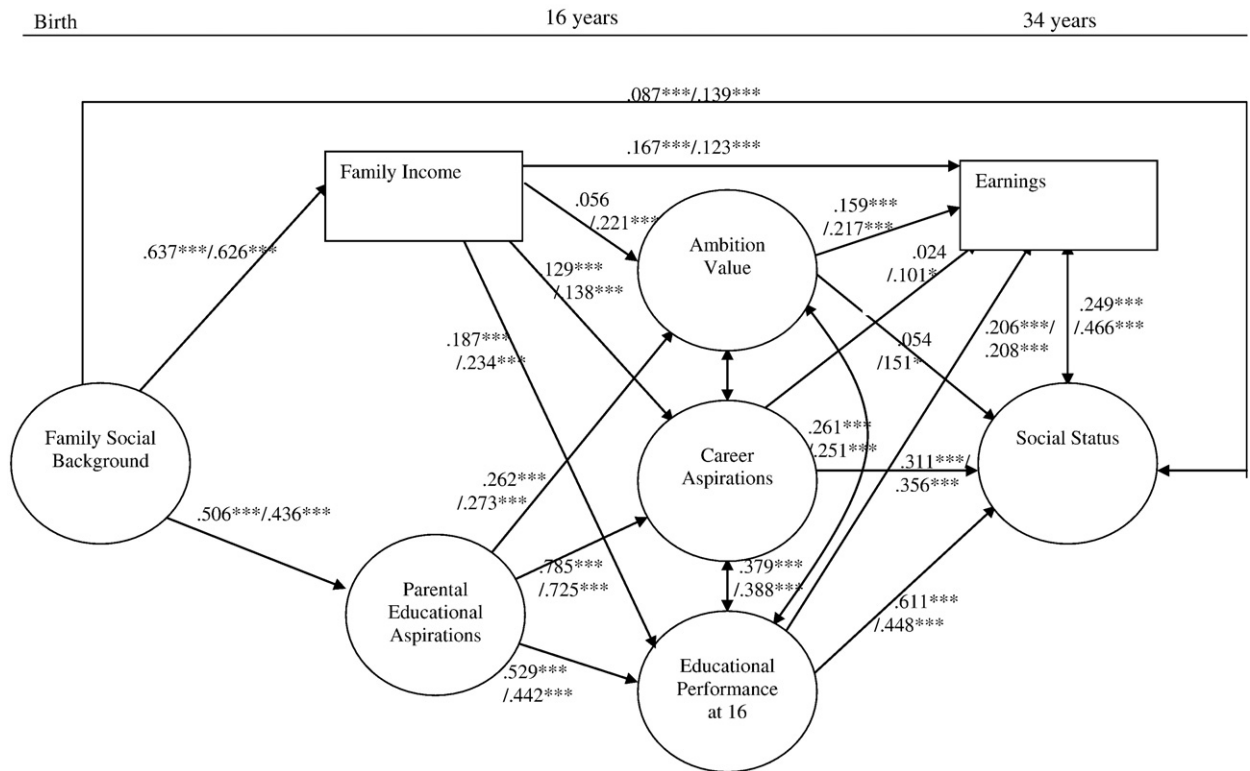 Birth
16 years
34 years
.087***/.139***
.167***/.123***
Family Income
Earnings
.056
/.221***
.159***
/.217***
Ambition
Value
.637***/.626***
.024
/.101*
.129***
/.138***
.249***
/.466***
.206***/
.208***
.187***
/.234***
.054
/151*
Family Social
Background
Career
Aspirations
.261***
/.251***
Social Status
.311***/
.356***
.262***
/.273***
.506***/.436***
.785***
/.725***
.379***
/.388***
Parental
Educational
Aspirations
.611***
/.448***
.529***
/.442***
Educational
Performance
at 16